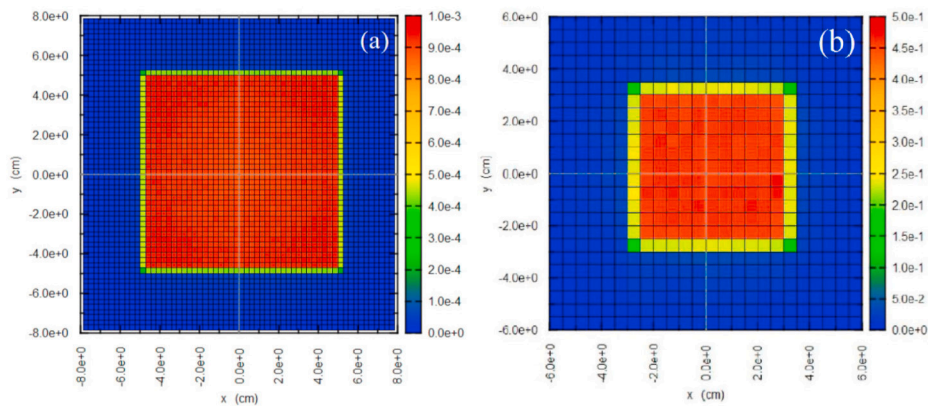 (a)
8.0e+0
6.0e+0
4.0e+0
2.0e+0
0.0e+0
-2.0e+0
-4.0e+0
-6.0e+0
-8.0e+0
y (cm)
-8.0e+0
-6.0e+0
-4.0e+0
-2.0e+0
0.0e+0
2.0e+0
4.0e+0
6.0e+0
8.0e+0
x (cm)
1.0e-3
9.0e-4
8.0e-4
7.0e-4
6.0e-4
5.0e-4
4.0e-4
3.0e-4
2.0e-4
1.0e-4
0.0e+0
(b)
6.0e+0
4.0e+0
2.0e+0
0.0e+0
-2.0e+0
-4.0e+0
-6.0e+0
y (cm)
-6.0e+0
-4.0e+0
-2.0e+0
0.0e+0
2.0e+0
4.0e+0
6.0e+0
x (cm)
5.0e-1
4.5e-1
4.0e-1
3.5e-1
3.0e-1
2.5e-1
2.0e-1
1.5e-1
1.0e-1
5.0e-2
0.0e+0